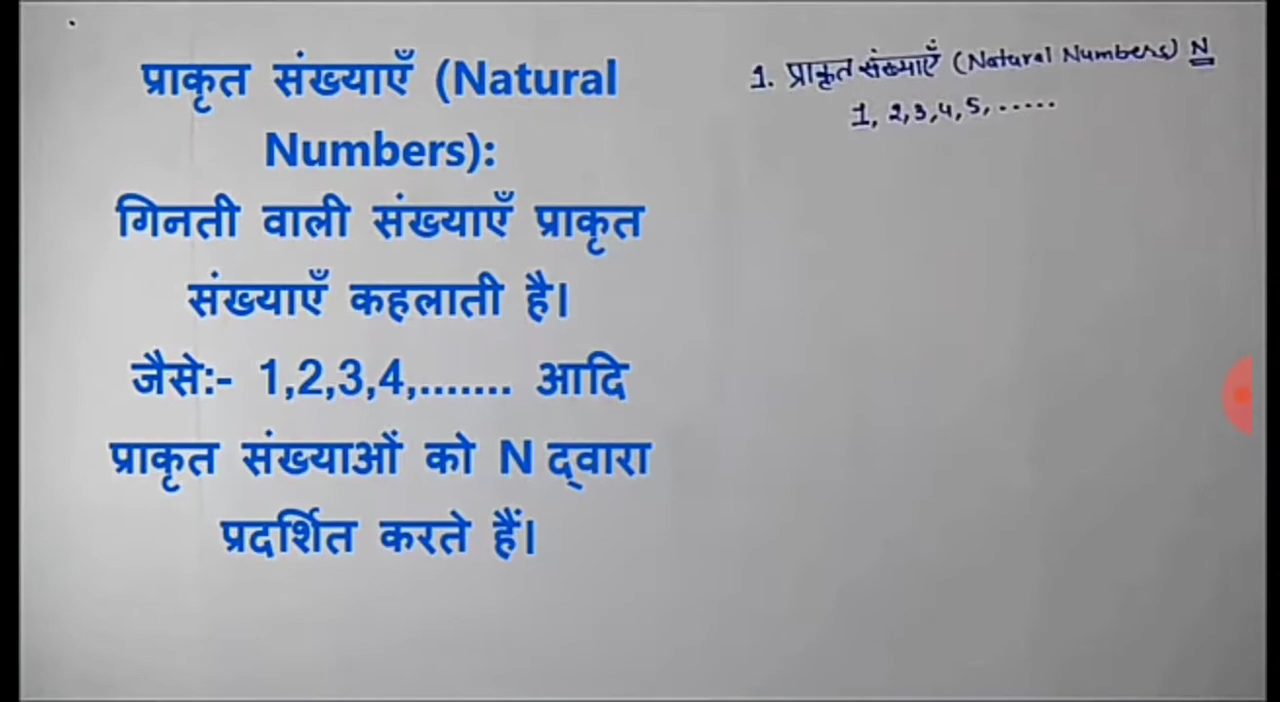 प्राकृत संख्याएँ (Natural
Numbers):
गिनती वाली संख्याएँ प्राकृत
संख्याएँ कहलाती है।
जैसे:- 1,2,3,4,....... आदि
प्राकृत संख्याओं को N द्वारा
प्रदर्शित करते हैं।
1. प्राकृत संख्याएँ (Natural Numbers) N
1, 2, 3, 4, 5, .....